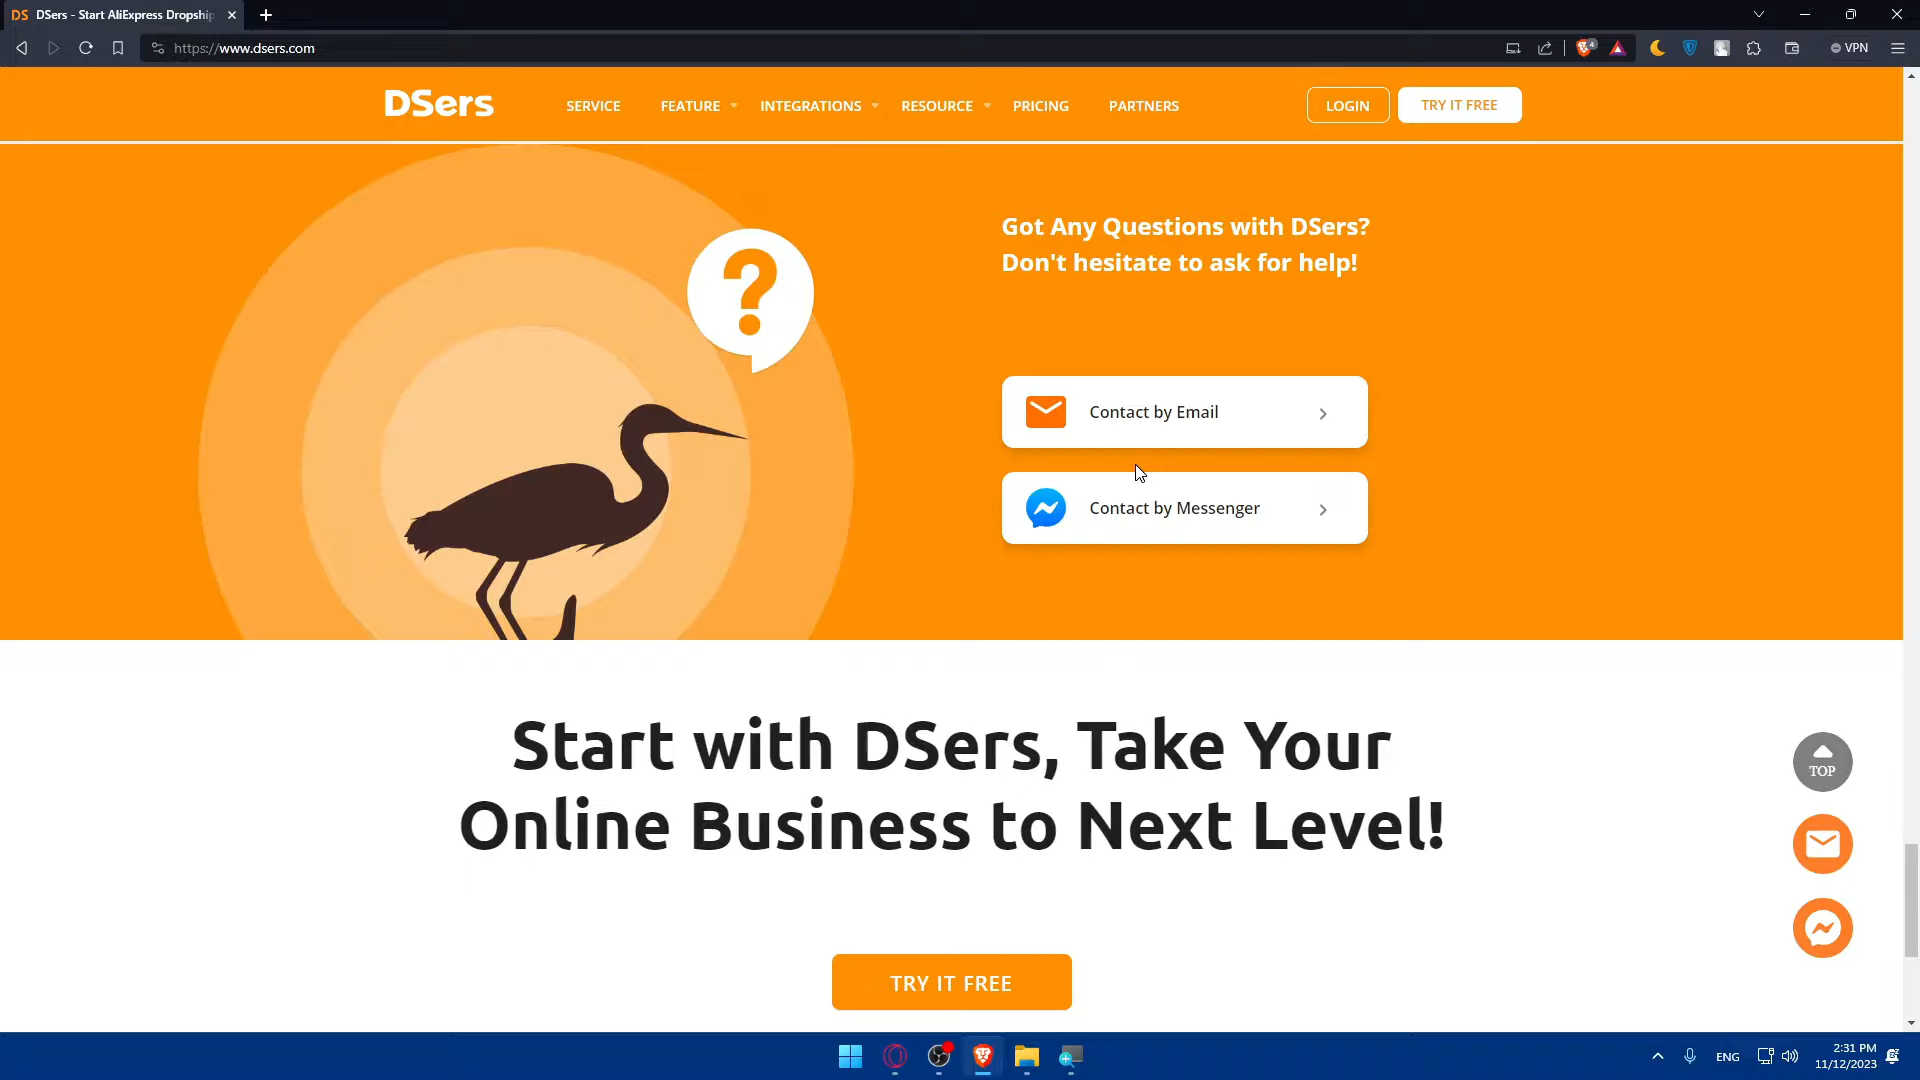 DS DSers - Start AliExpress Dropship
https://www.dsers.com
4
VPN
DSers
SERVICE
FEATURE
INTEGRATIONS
RESOURCE
PRICING
PARTNERS
LOGIN
TRY IT FREE
Got Any Questions with DSers?
Don't hesitate to ask for help!
?
Contact by Email
Contact by Messenger
Start with DSers, Take Your
Online Business to Next Level!
TOP
TRY IT FREE
ENG
2:31 PM
11/12/2023